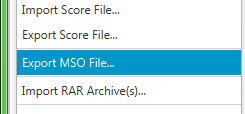 Import Score File...
Export Score File...
Export MSO File...
Import RAR Archive(s)...